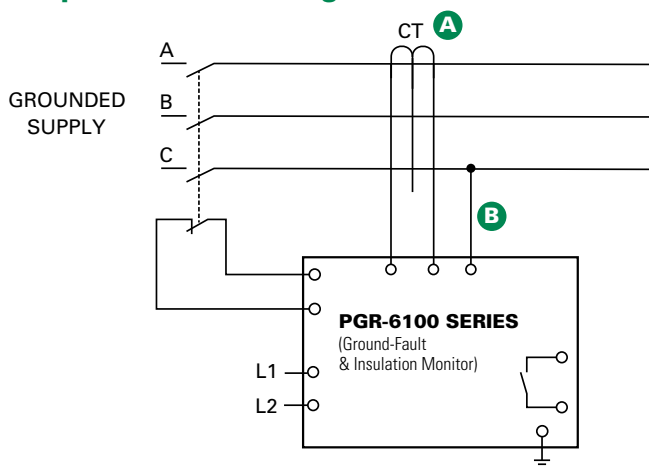 CT A
A
GROUNDED
SUPPLY
B
C
B
PGR-6100 SERIES
(Ground-Fault
& Insulation Monitor)
L1
L2